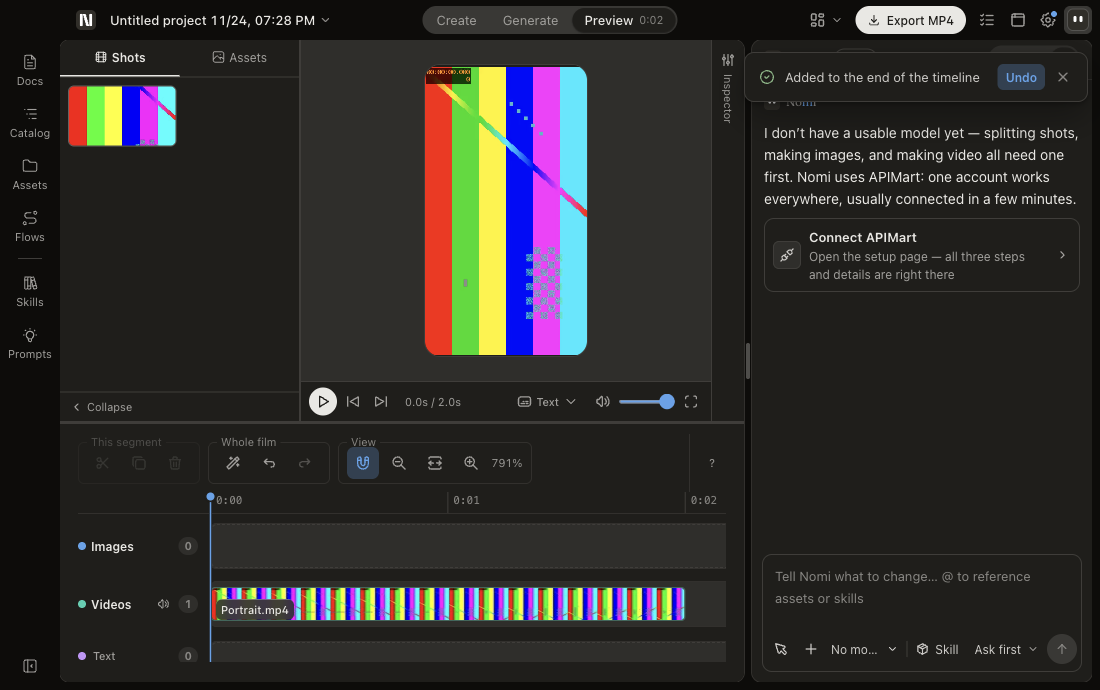 Untitled project 11/24, 07:28 PM
Create
Generate
Preview 0:02
Export MP4
Docs
Catalog
Assets
Flows
Skills
Prompts
Shots
Assets
Collapse
Inspector
0.0s / 2.0s
Text
Added to the end of the timeline
Undo
Nomi
I don’t have a usable model yet — splitting shots,
making images, and making video all need one
first. Nomi uses APIMart: one account works
everywhere, usually connected in a few minutes.
Connect APIMart
Open the setup page — all three steps
and details are right there
This segment
Whole film
View
791%
?
0:00
0:01
0:02
Images
0
Videos
1
Portrait.mp4
Text
0
Tell Nomi what to change... @ to reference
assets or skills
No mo...
Skill
Ask first